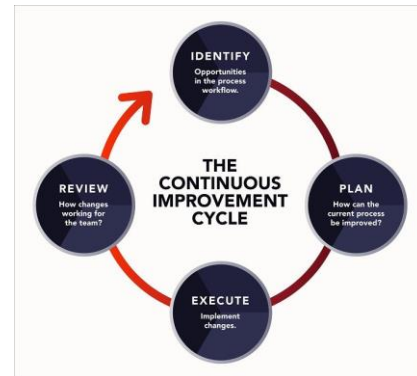 IDENTIFY
Opportunities
in the process
workflow.
THE
CONTINUOUS
IMPROVEMENT
CYCLE
PLAN
How can the
current process
be improved?
EXECUTE
Implement
changes.
REVIEW
How changes
working for
the team?